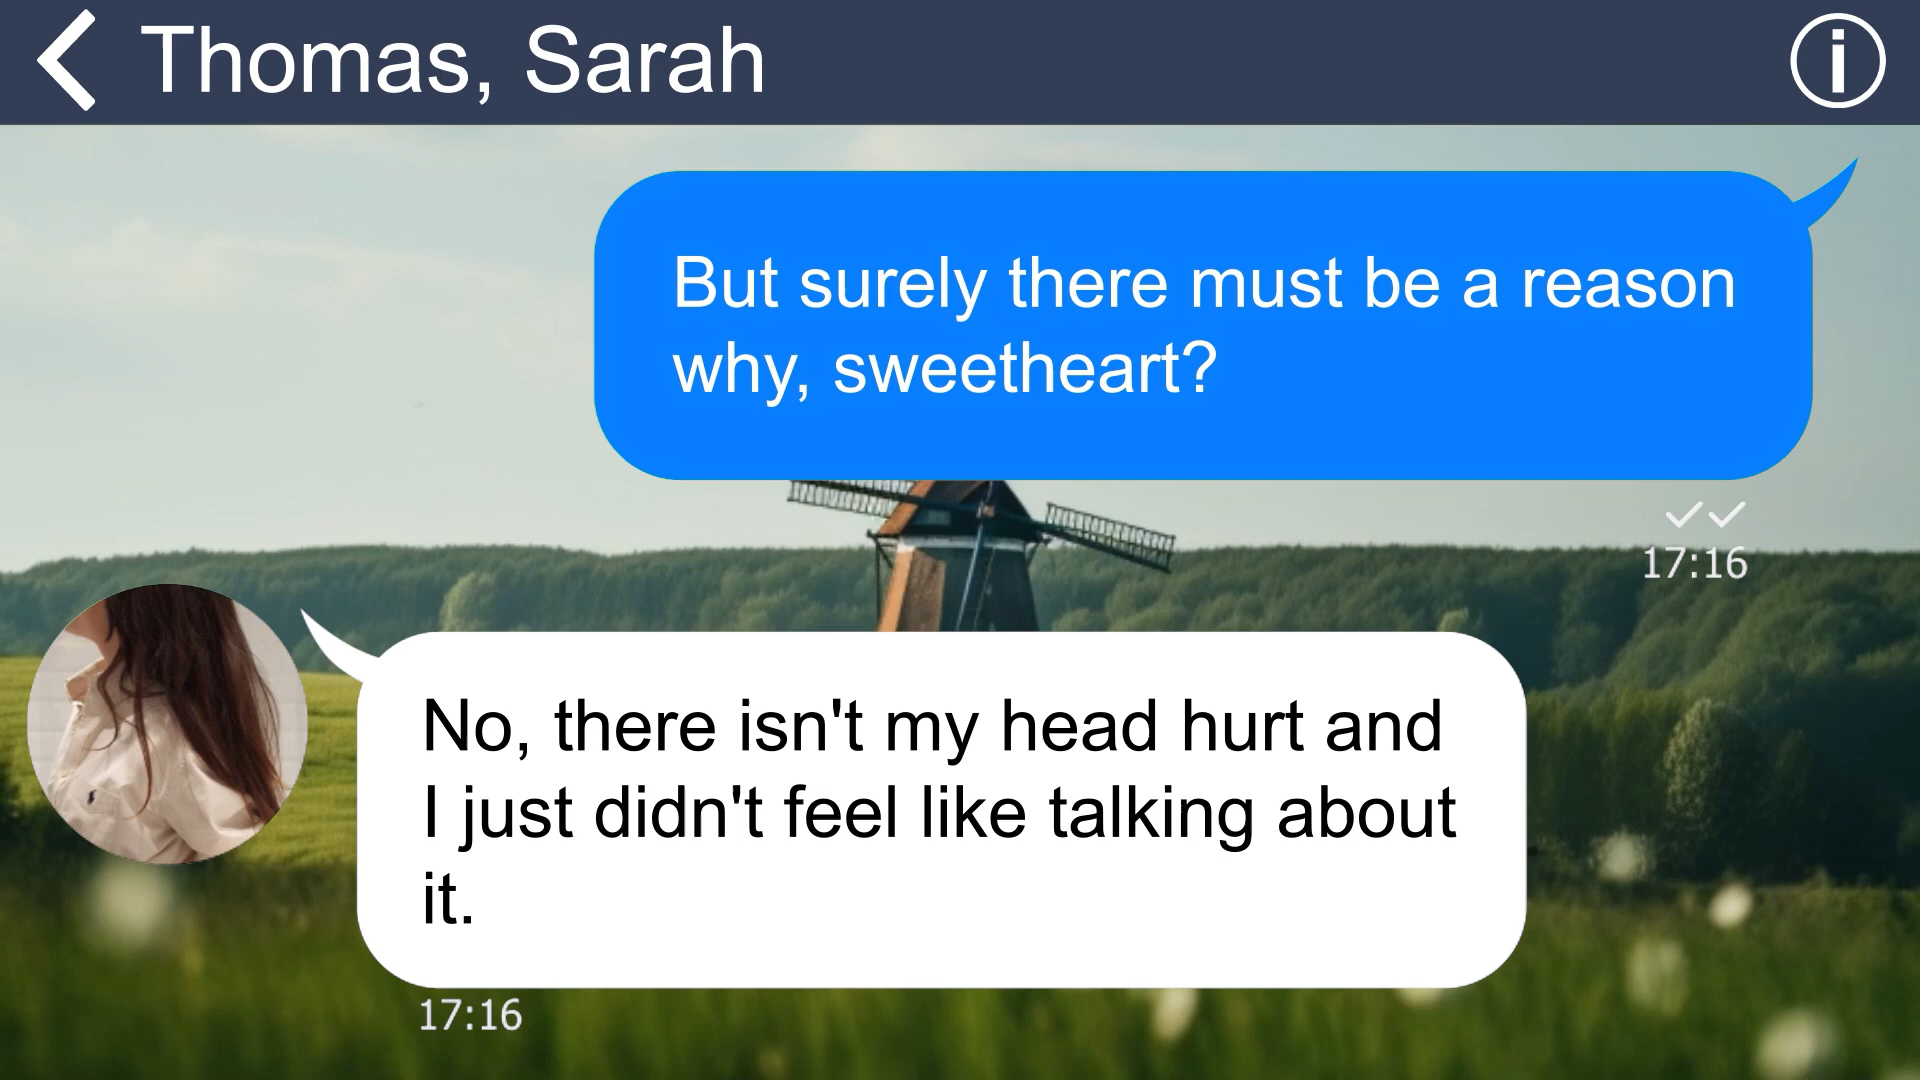 Thomas, Sarah
But surely there must be a reason
why, sweetheart?
17:16
No, there isn't my head hurt and
I just didn't feel like talking about
it.
17:16